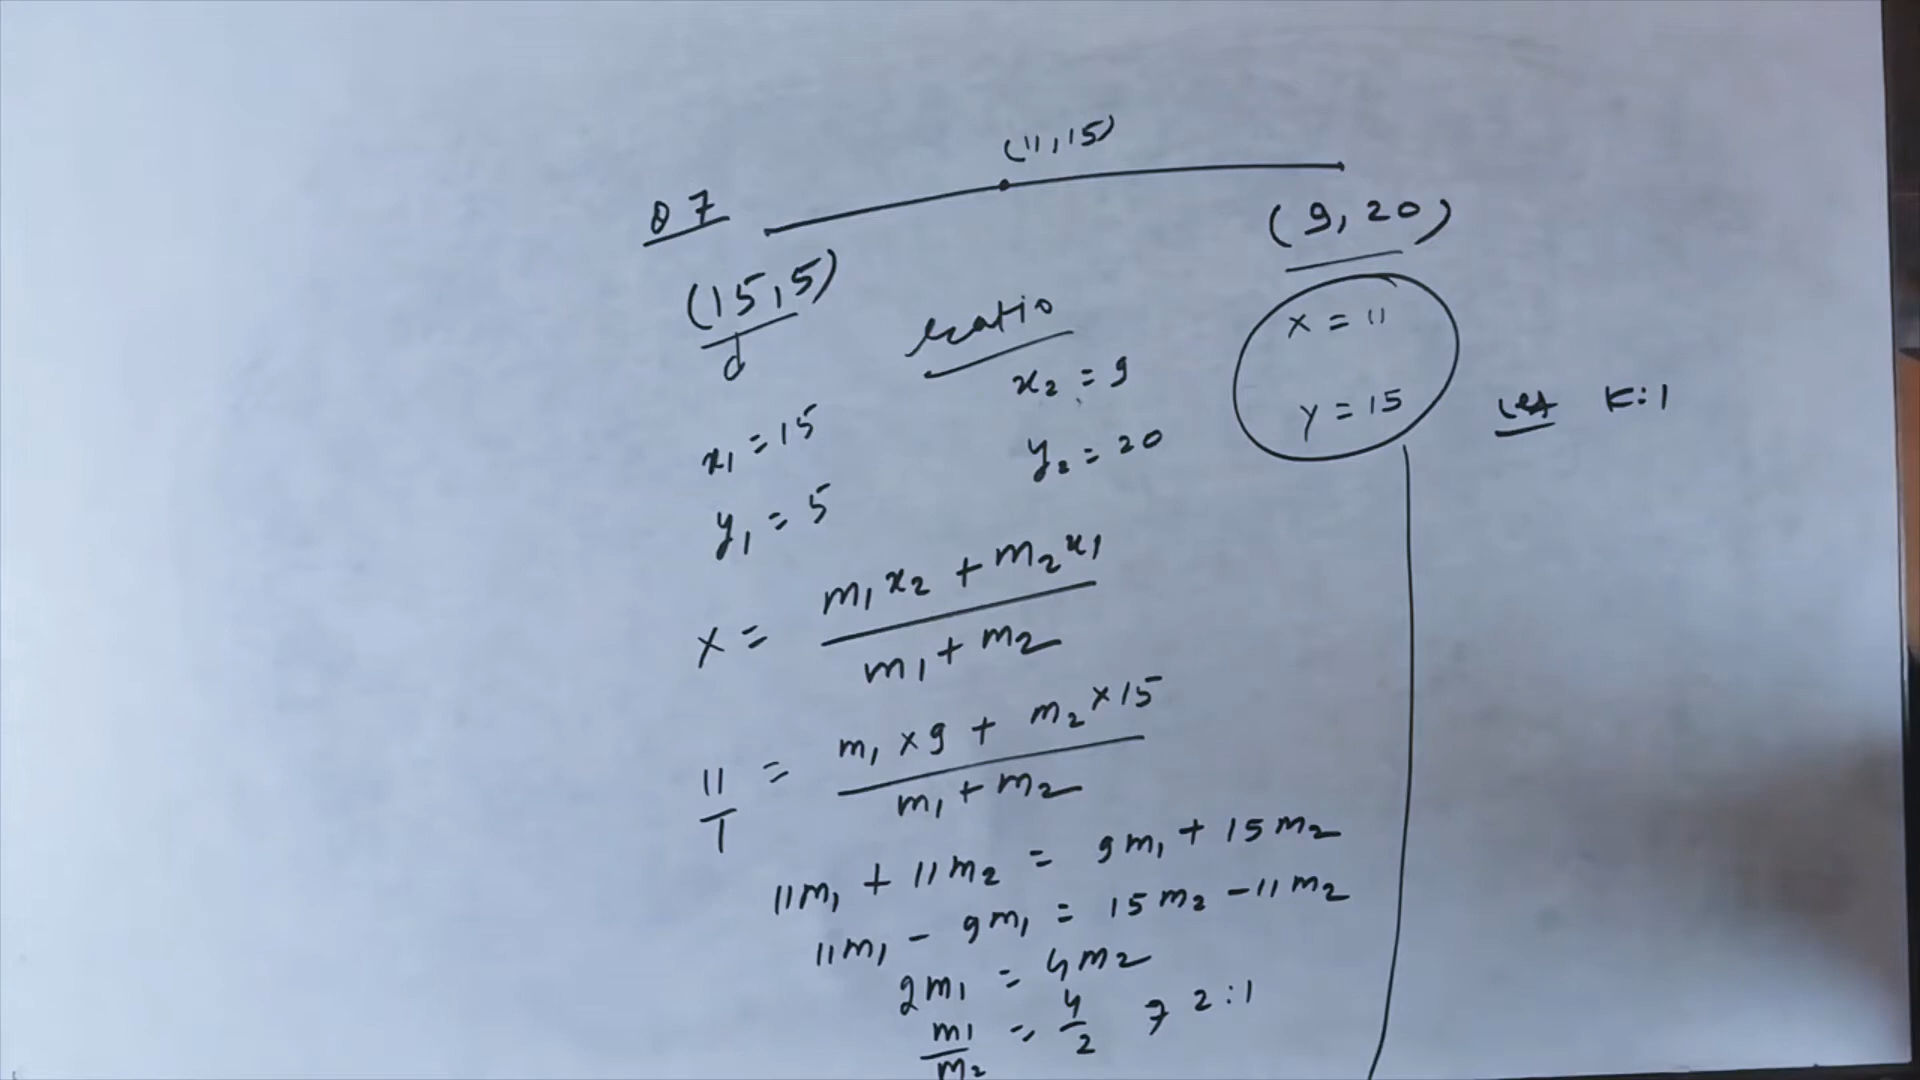 (11,15)
07
(15,5)
(9,20)
ratio
x = 11
x₂ = 9
y = 15
let K:1
x₁ = 15
y₂ = 20
y₁ = 5
x = m₁x₂ + m₂x₁ / m₁ + m₂
11/1 = m₁ × 9 + m₂ × 15 / m₁ + m₂
11m₁ + 11m₂ = 9m₁ + 15m₂
11m₁ - 9m₁ = 15m₂ - 11m₂
2m₁ = 4m₂
m₁/m₂ = 4/2 2:1